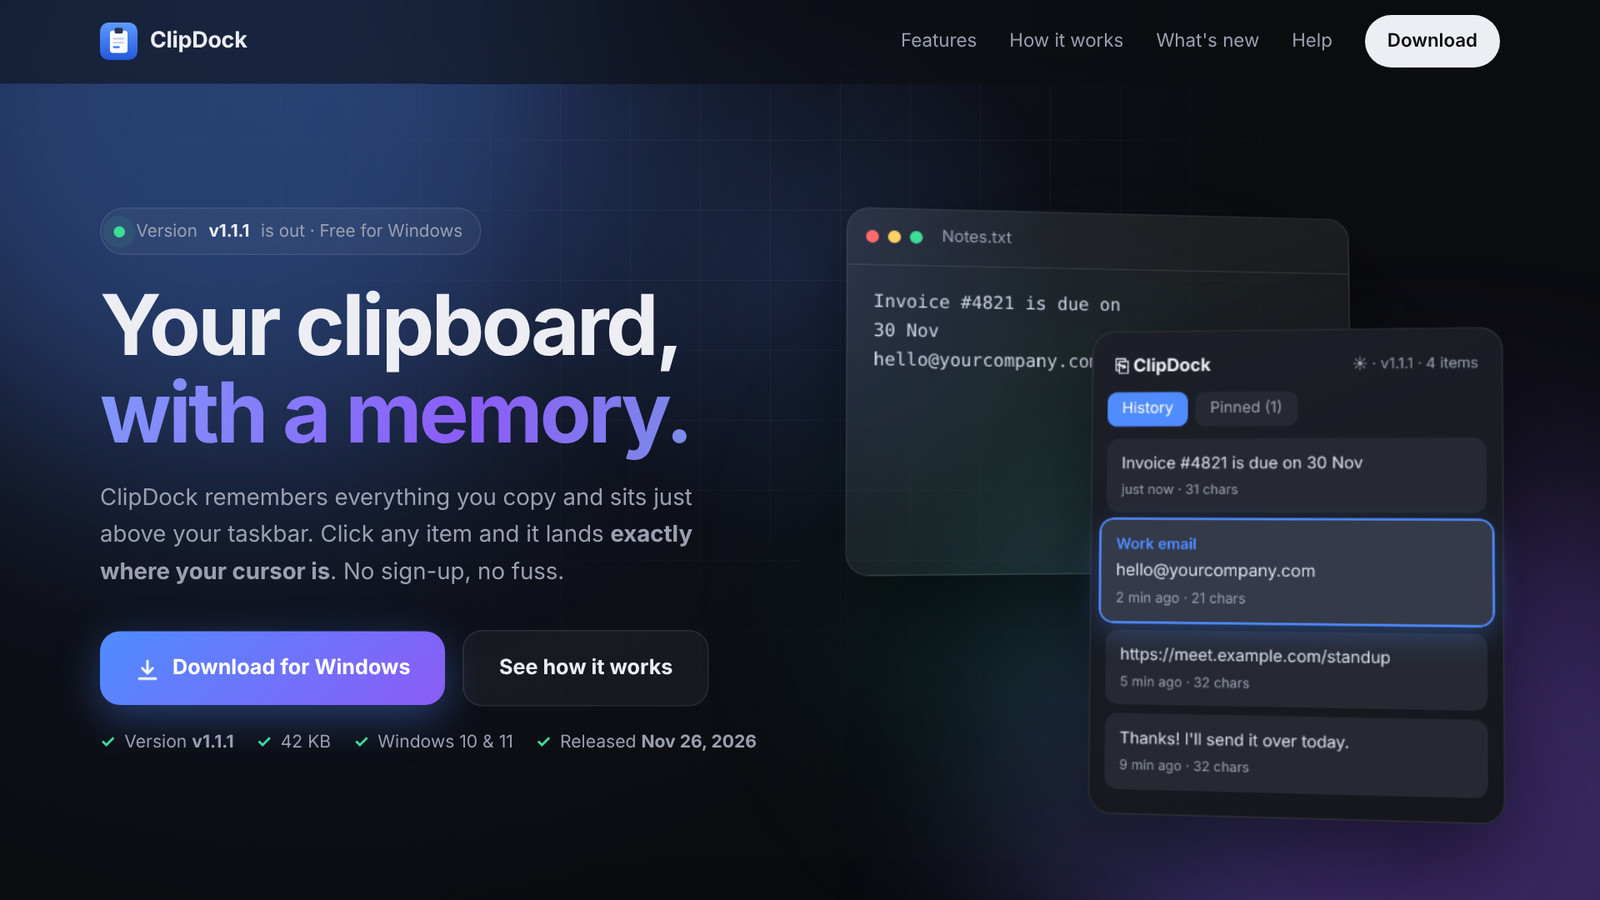 ClipDock
Features
How it works
What's new
Help
Download
Version v1.1.1 is out · Free for Windows
Your clipboard,
with a memory.
ClipDock remembers everything you copy and sits just
above your taskbar. Click any item and it lands exactly
where your cursor is. No sign-up, no fuss.
Download for Windows
See how it works
✓ Version v1.1.1 ✓ 42 KB ✓ Windows 10 & 11 ✓ Released Nov 26, 2026
Notes.txt
Invoice #4821 is due on
30 Nov
hello@yourcompany.com
ClipDock
☀ · v1.1.1 · 4 items
History
Pinned (1)
Invoice #4821 is due on 30 Nov
just now · 31 chars
Work email
hello@yourcompany.com
2 min ago · 21 chars
https://meet.example.com/standup
5 min ago · 32 chars
Thanks! I'll send it over today.
9 min ago · 32 chars